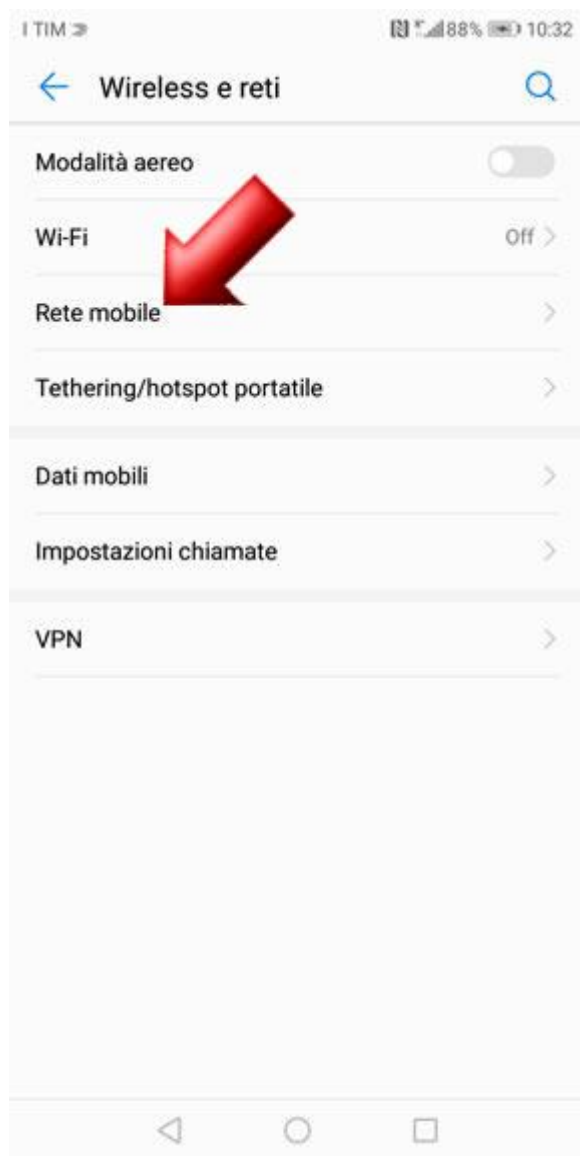 I TIM
88% 10:32
Wireless e reti
Modalità aereo
Wi-Fi
Off
Rete mobile
Tethering/hotspot portatile
Dati mobili
Impostazioni chiamate
VPN